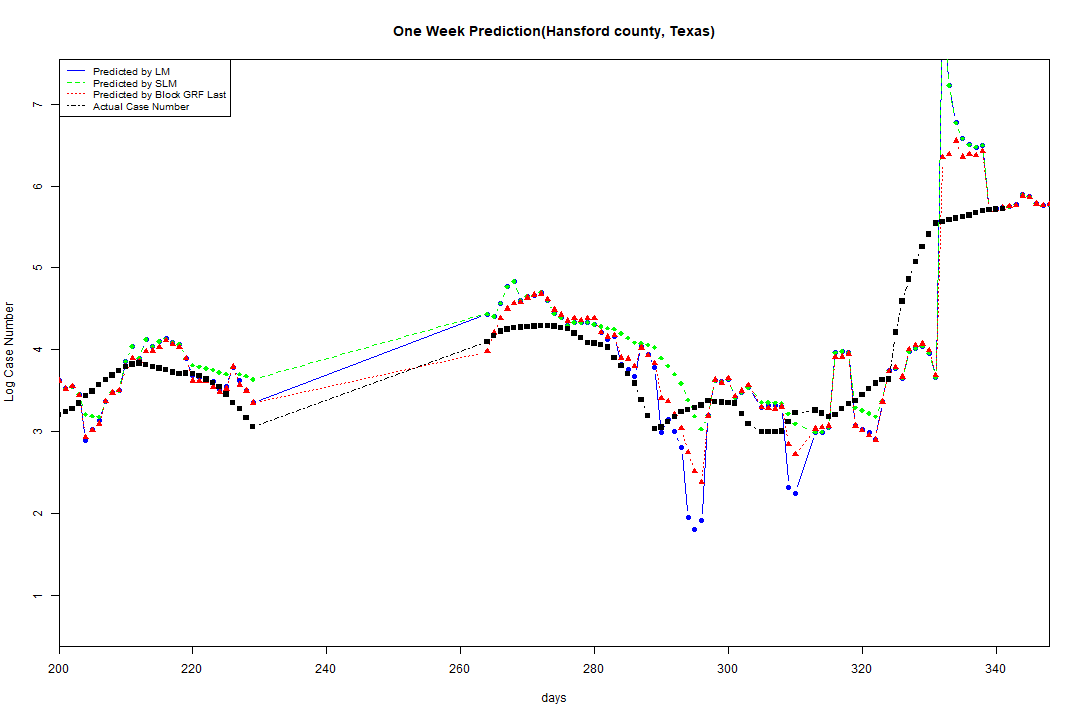 One Week Prediction(Hansford county, Texas)
Predicted by LM
Predicted by SLM
Predicted by Block GRF Last
Actual Case Number
7
6
5
4
3
2
1
Log Case Number
200 220 240 260 280 300 320 340
days